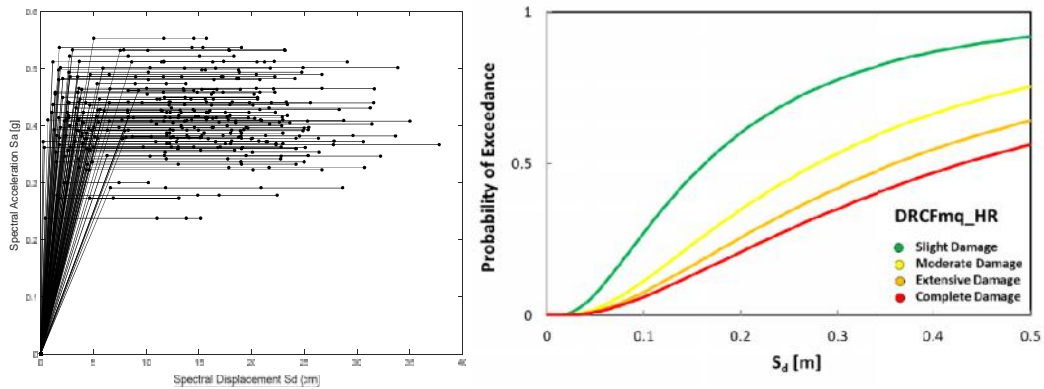 0.6
0.5
0.4
0.3
0.2
0.1
0
Spectral Acceleration Sa [g]
0 5 10 15 20 25 30 35 40
Spectral Displacement Sd (cm)
1
0.5
0
Probability of Exceedance
DRCFmq_HR
Slight Damage
Moderate Damage
Extensive Damage
Complete Damage
0 0.1 0.2 0.3 0.4 0.5
Sd [m]